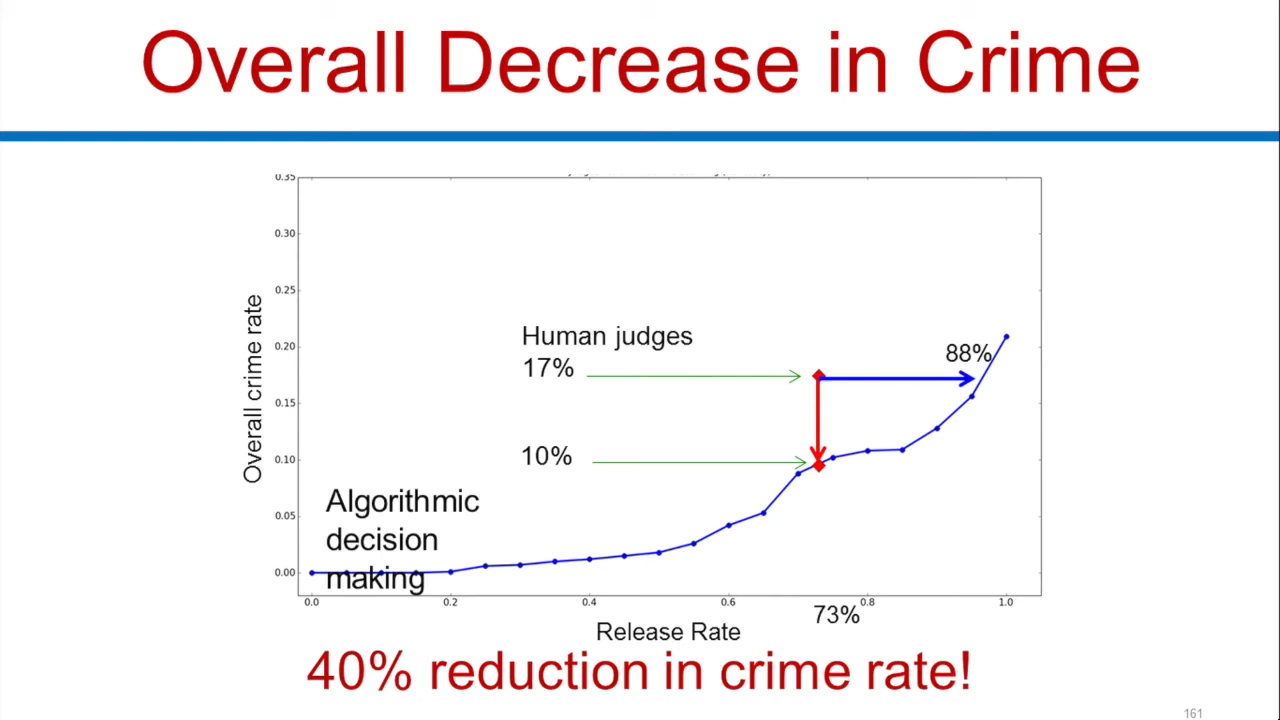 Overall Decrease in Crime
0.35
0.30
0.25
0.20
0.15
0.10
0.05
0.00
Overall crime rate
Human judges
17%
88%
10%
Algorithmic
decision
making
0.0 0.2 0.4 0.6 0.8 1.0
73%
Release Rate
40% reduction in crime rate!
161